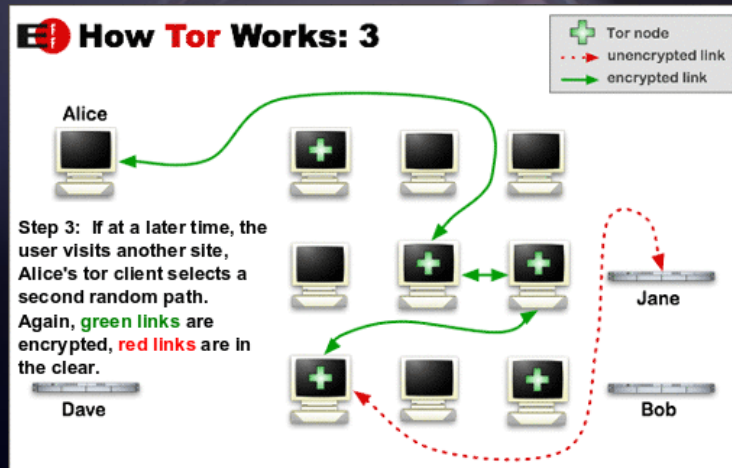 EFF How Tor Works: 3
Tor node
unencrypted link
encrypted link
Alice
Step 3: If at a later time, the
user visits another site,
Alice's tor client selects a
second random path.
Again, green links are
encrypted, red links are in
the clear.
Jane
Dave
Bob